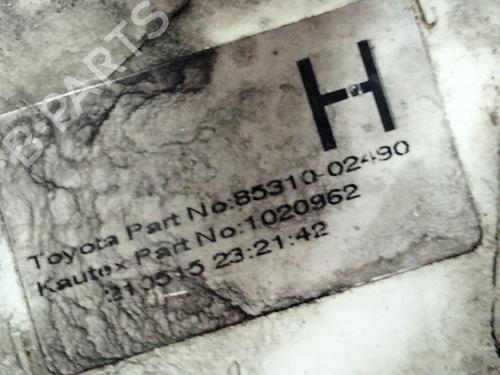 B-PARTS
H
Toyota Part No:85310-02490
Kautex Part No:1020962
:210515 23:21:42